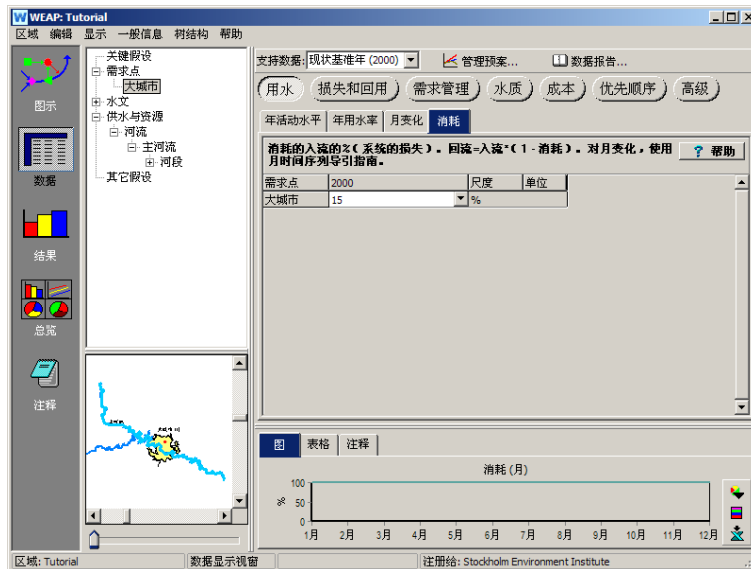 WEAP: Tutorial
区域 编辑 显示 一般信息 树结构 帮助
图示
数据
结果
总览
注释
关键假设
需求点
大城市
水文
供水与资源
河流
主河流
河段
其它假设
支持数据: 现状基准年 (2000) 管理预案... 数据报告...
用水 损失和回用 需求管理 水质 成本 优先顺序 高级
年活动水平 年用水率 月变化 消耗
消耗的入流的%(系统的损失)。回流=入流*(1-消耗)。对月变化,使用
月时间序列导引指南。
? 帮助
需求点 2000 尺度 单位
大城市 15 %
图 表格 注释
消耗 (月)
%
100
50
0
1月 2月 3月 4月 5月 6月 7月 8月 9月 10月 11月 12月
区域: Tutorial 数据显示视窗 注册给: Stockholm Environment Institute